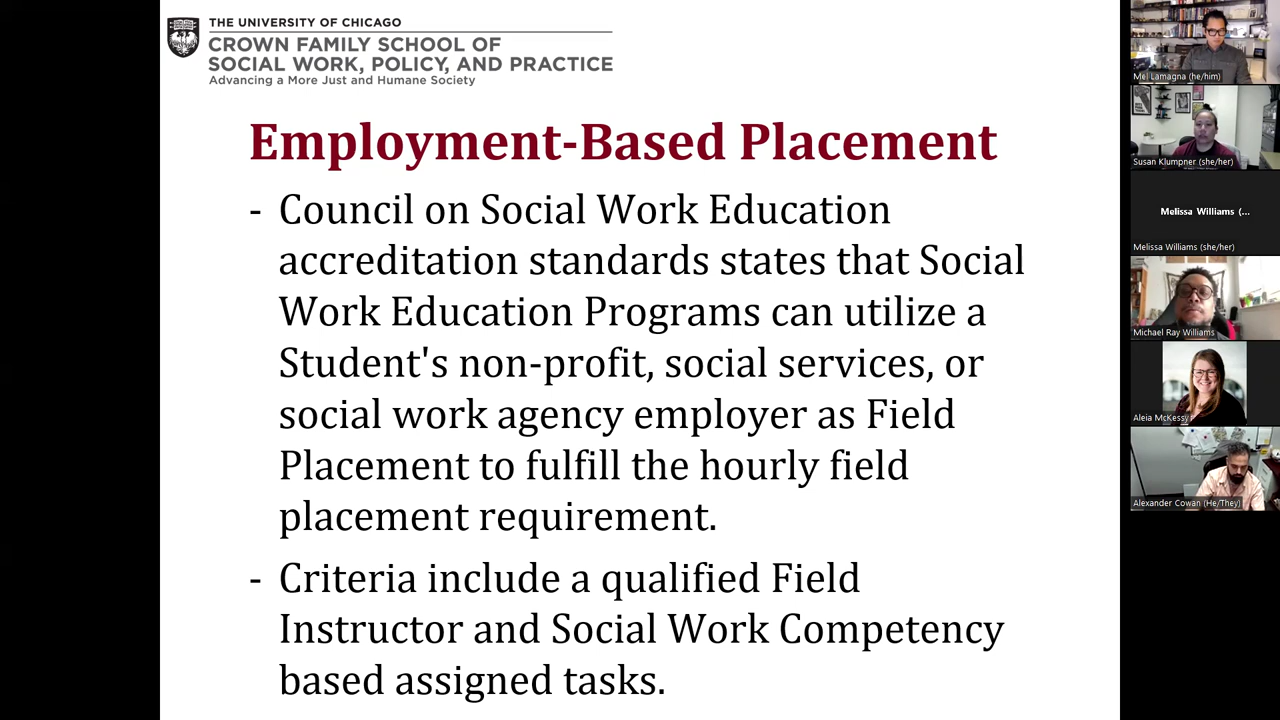 THE UNIVERSITY OF CHICAGO
CROWN FAMILY SCHOOL OF
SOCIAL WORK, POLICY, AND PRACTICE
Advancing a More Just and Humane Society
Employment-Based Placement
- Council on Social Work Education
accreditation standards states that Social
Work Education Programs can utilize a
Student's non-profit, social services, or
social work agency employer as Field
Placement to fulfill the hourly field
placement requirement.
- Criteria include a qualified Field
Instructor and Social Work Competency
based assigned tasks.
Mel Lamagna (he/him)
Susan Klumpner (she/her)
Melissa Williams (...
Melissa Williams (she/her)
Michael Ray Williams
Aleia McKessy
Alexander Cowan (He/They)